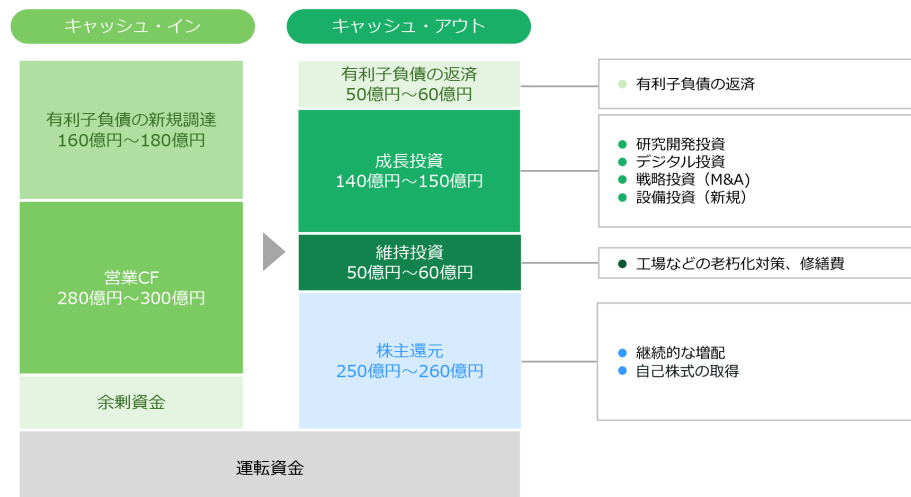 キャッシュ・イン
キャッシュ・アウト
有利子負債の新規調達
160億円～180億円
営業CF
280億円～300億円
余剰資金
有利子負債の返済
50億円～60億円
成長投資
140億円～150億円
維持投資
50億円～60億円
株主還元
250億円～260億円
運転資金
有利子負債の返済
研究開発投資
デジタル投資
戦略投資（M&A)
設備投資（新規）
工場などの老朽化対策、修繕費
継続的な増配
自己株式の取得